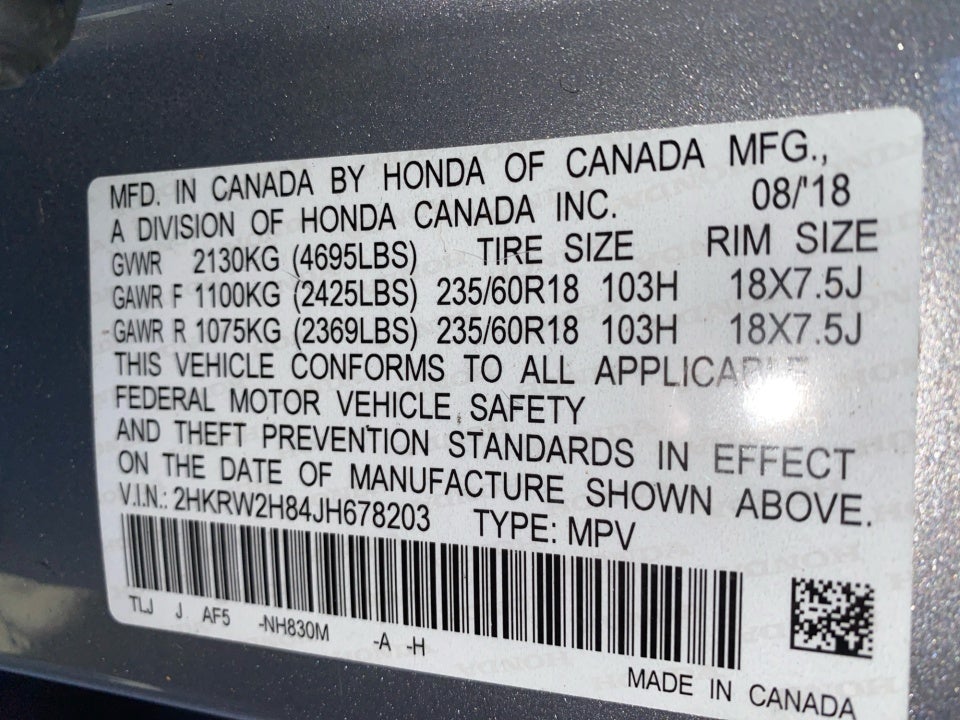 MFD. IN CANADA BY HONDA OF CANADA MFG.,
A DIVISION OF HONDA CANADA INC. 08/'18
GVWR 2130KG (4695LBS) TIRE SIZE RIM SIZE
GAWR F 1100KG (2425LBS) 235/60R18 103H 18X7.5J
GAWR R 1075KG (2369LBS) 235/60R18 103H 18X7.5J
THIS VEHICLE CONFORMS TO ALL APPLICABLE
FEDERAL MOTOR VEHICLE SAFETY
AND THEFT PREVENTION STANDARDS IN EFFECT
ON THE DATE OF MANUFACTURE SHOWN ABOVE.
V.I.N.: 2HKRW2H84JH678203 TYPE: MPV
TLJ J AF5 -NH830M -A -H
MADE IN CANADA